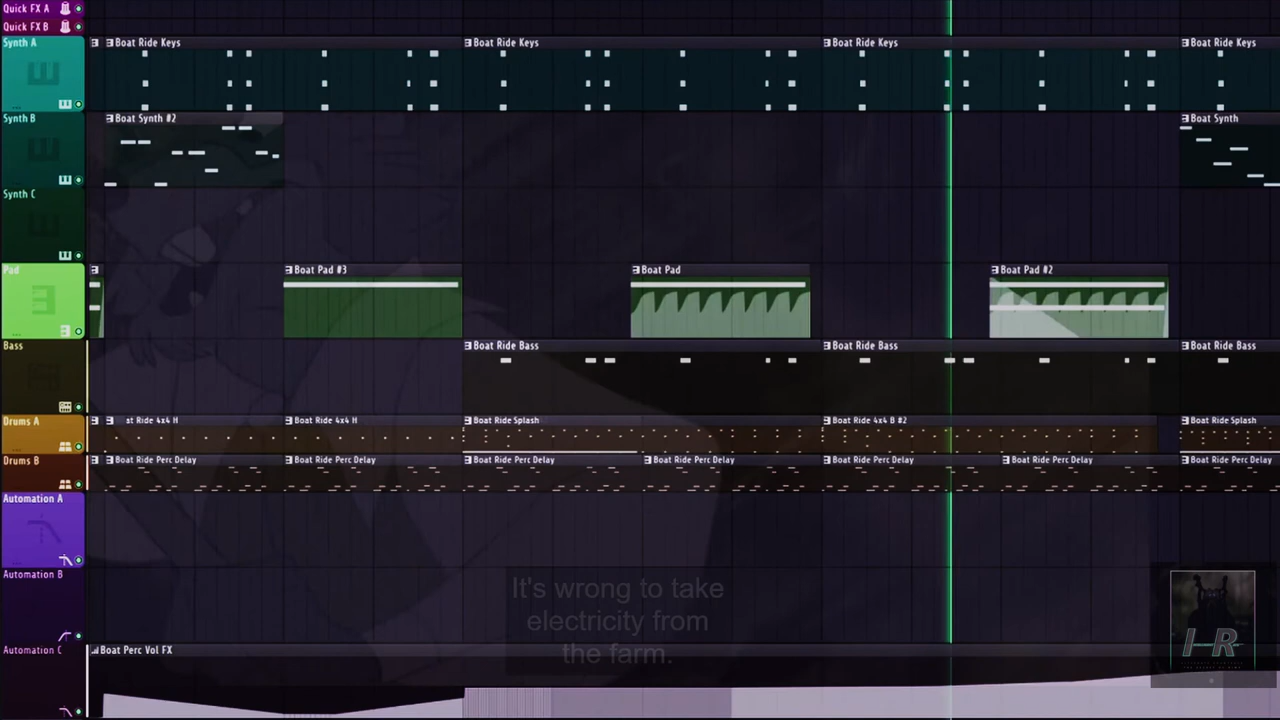 Quick FX A
Quick FX B
Synth A
Boat Ride Keys
Boat Ride Keys
Boat Ride Keys
Boat Ride Keys
Synth B
Boat Synth #2
Boat Synth
Synth C
Pad
Boat Pad #3
Boat Pad
Boat Pad #2
Bass
Boat Ride Bass
Boat Ride Bass
Boat Ride Bass
Drums A
at Ride 4x4 H
Boat Ride 4x4 H
Boat Ride Splash
Boat Ride 4x4 B #2
Boat Ride Splash
Drums B
Boat Ride Perc Delay
Boat Ride Perc Delay
Boat Ride Perc Delay
Boat Ride Perc Delay
Boat Ride Perc Delay
Boat Ride Perc Delay
Boat Ride Perc Delay
Automation A
Automation B
It's wrong to take
electricity from
the farm.
Automation C
Boat Perc Vol FX